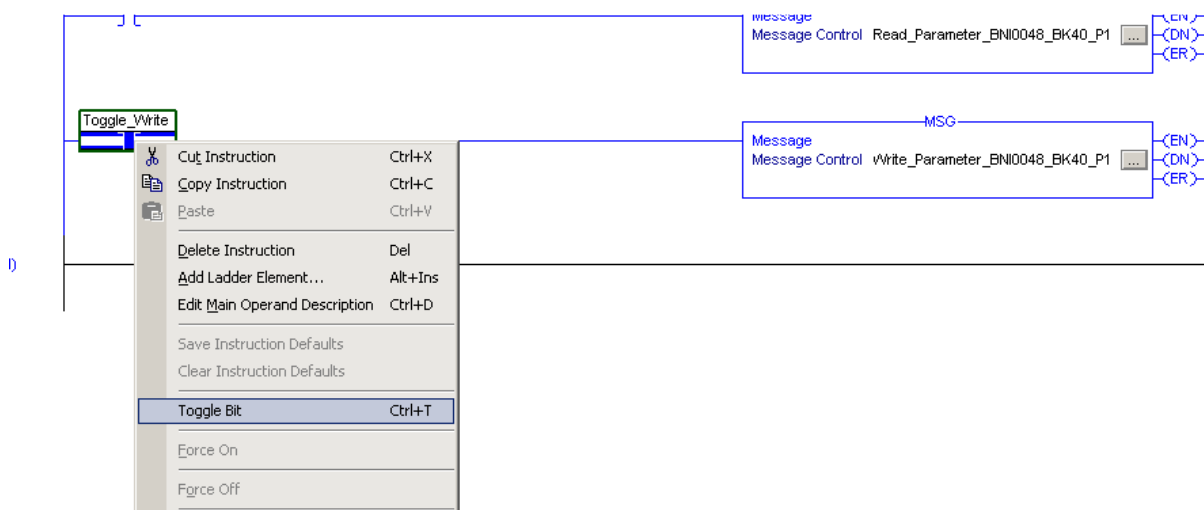 Message
(EN)
Message Control Read_Parameter_BNI0048_BK40_P1 ...
(DN)
(ER)
Toggle_Write
MSG
Message
(EN)
Message Control Write_Parameter_BNI0048_BK40_P1 ...
(DN)
(ER)
Cut Instruction Ctrl+X
Copy Instruction Ctrl+C
Paste Ctrl+V
Delete Instruction Del
Add Ladder Element... Alt+Ins
Edit Main Operand Description Ctrl+D
Save Instruction Defaults
Clear Instruction Defaults
Toggle Bit Ctrl+T
Force On
Force Off